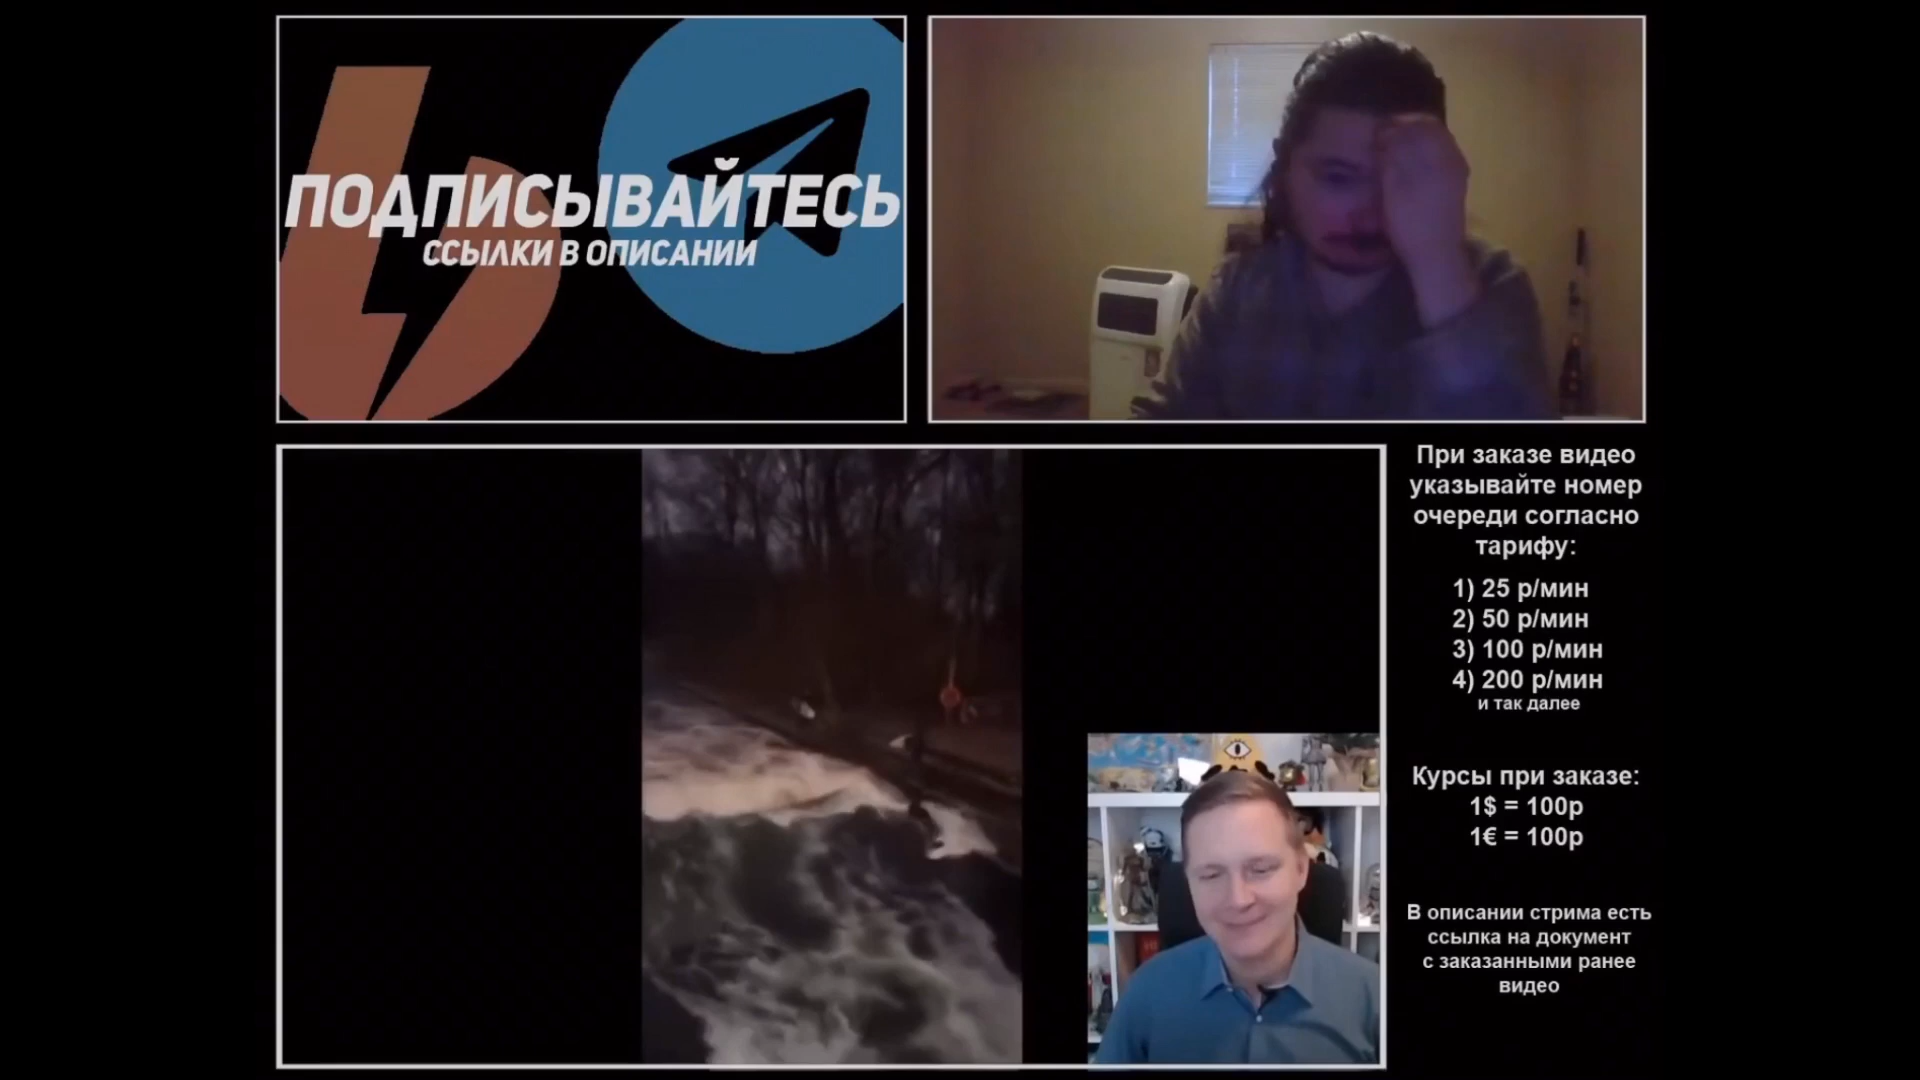 ПОДПИСЫВАЙТЕСЬ
ССЫЛКИ В ОПИСАНИИ
При заказе видео
указывайте номер
очереди согласно
тарифу:
1) 25 р/мин
2) 50 р/мин
3) 100 р/мин
4) 200 р/мин
и так далее
Курсы при заказе:
1$ = 100р
1€ = 100р
В описании стрима есть
ссылка на документ
с заказанными ранее
видео